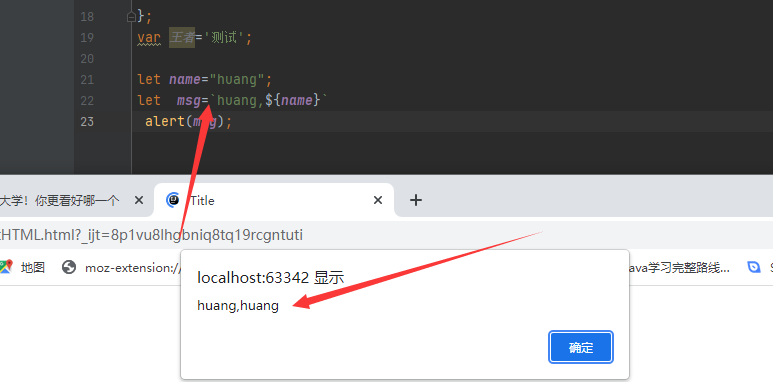 18 };
19 var 王者='测试';
20
21 let name="huang";
22 let  msg=`huang,${name}`
23 alert(msg);
大学！你更看好哪一个 Title
HTML.html?_ijt=8p1vu8lhgbniq8tq19rcgntuti
地图 moz-extension:// ava学习完整路线...
localhost:63342 显示
huang,huang
确定